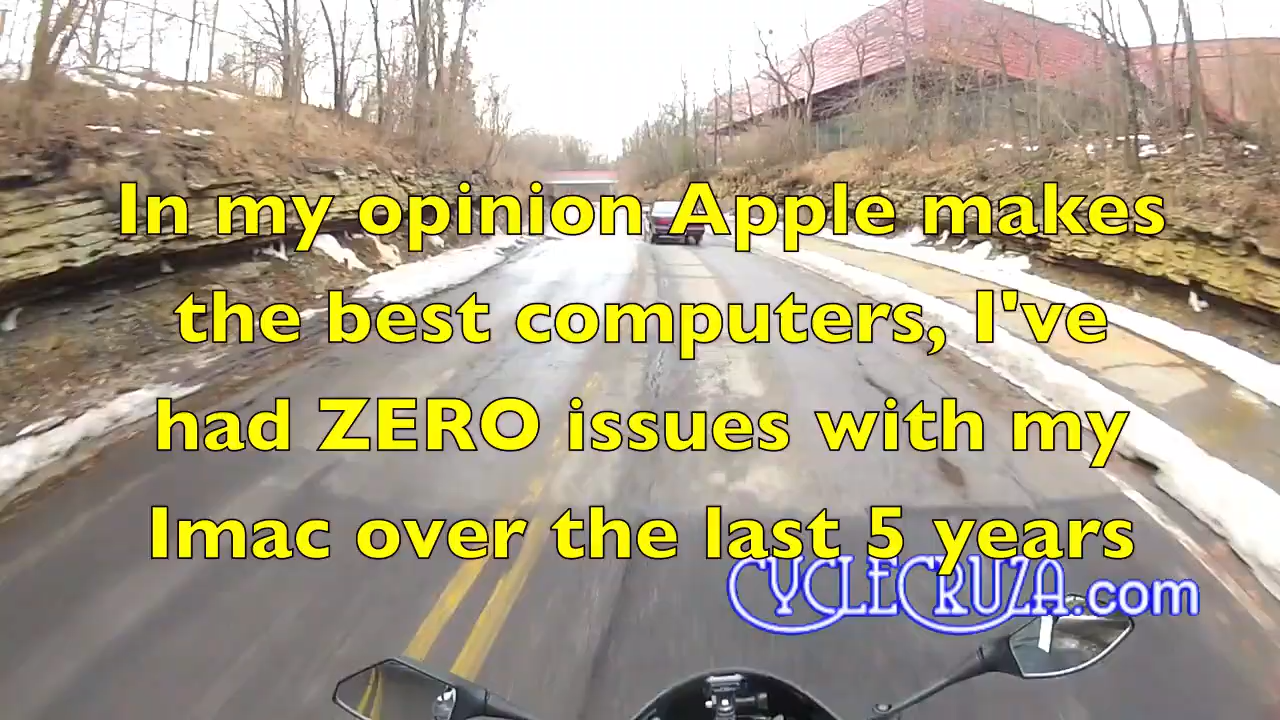 In my opinion Apple makes
the best computers, I've
had ZERO issues with my
Imac over the last 5 years
CYCLECRUZA.com